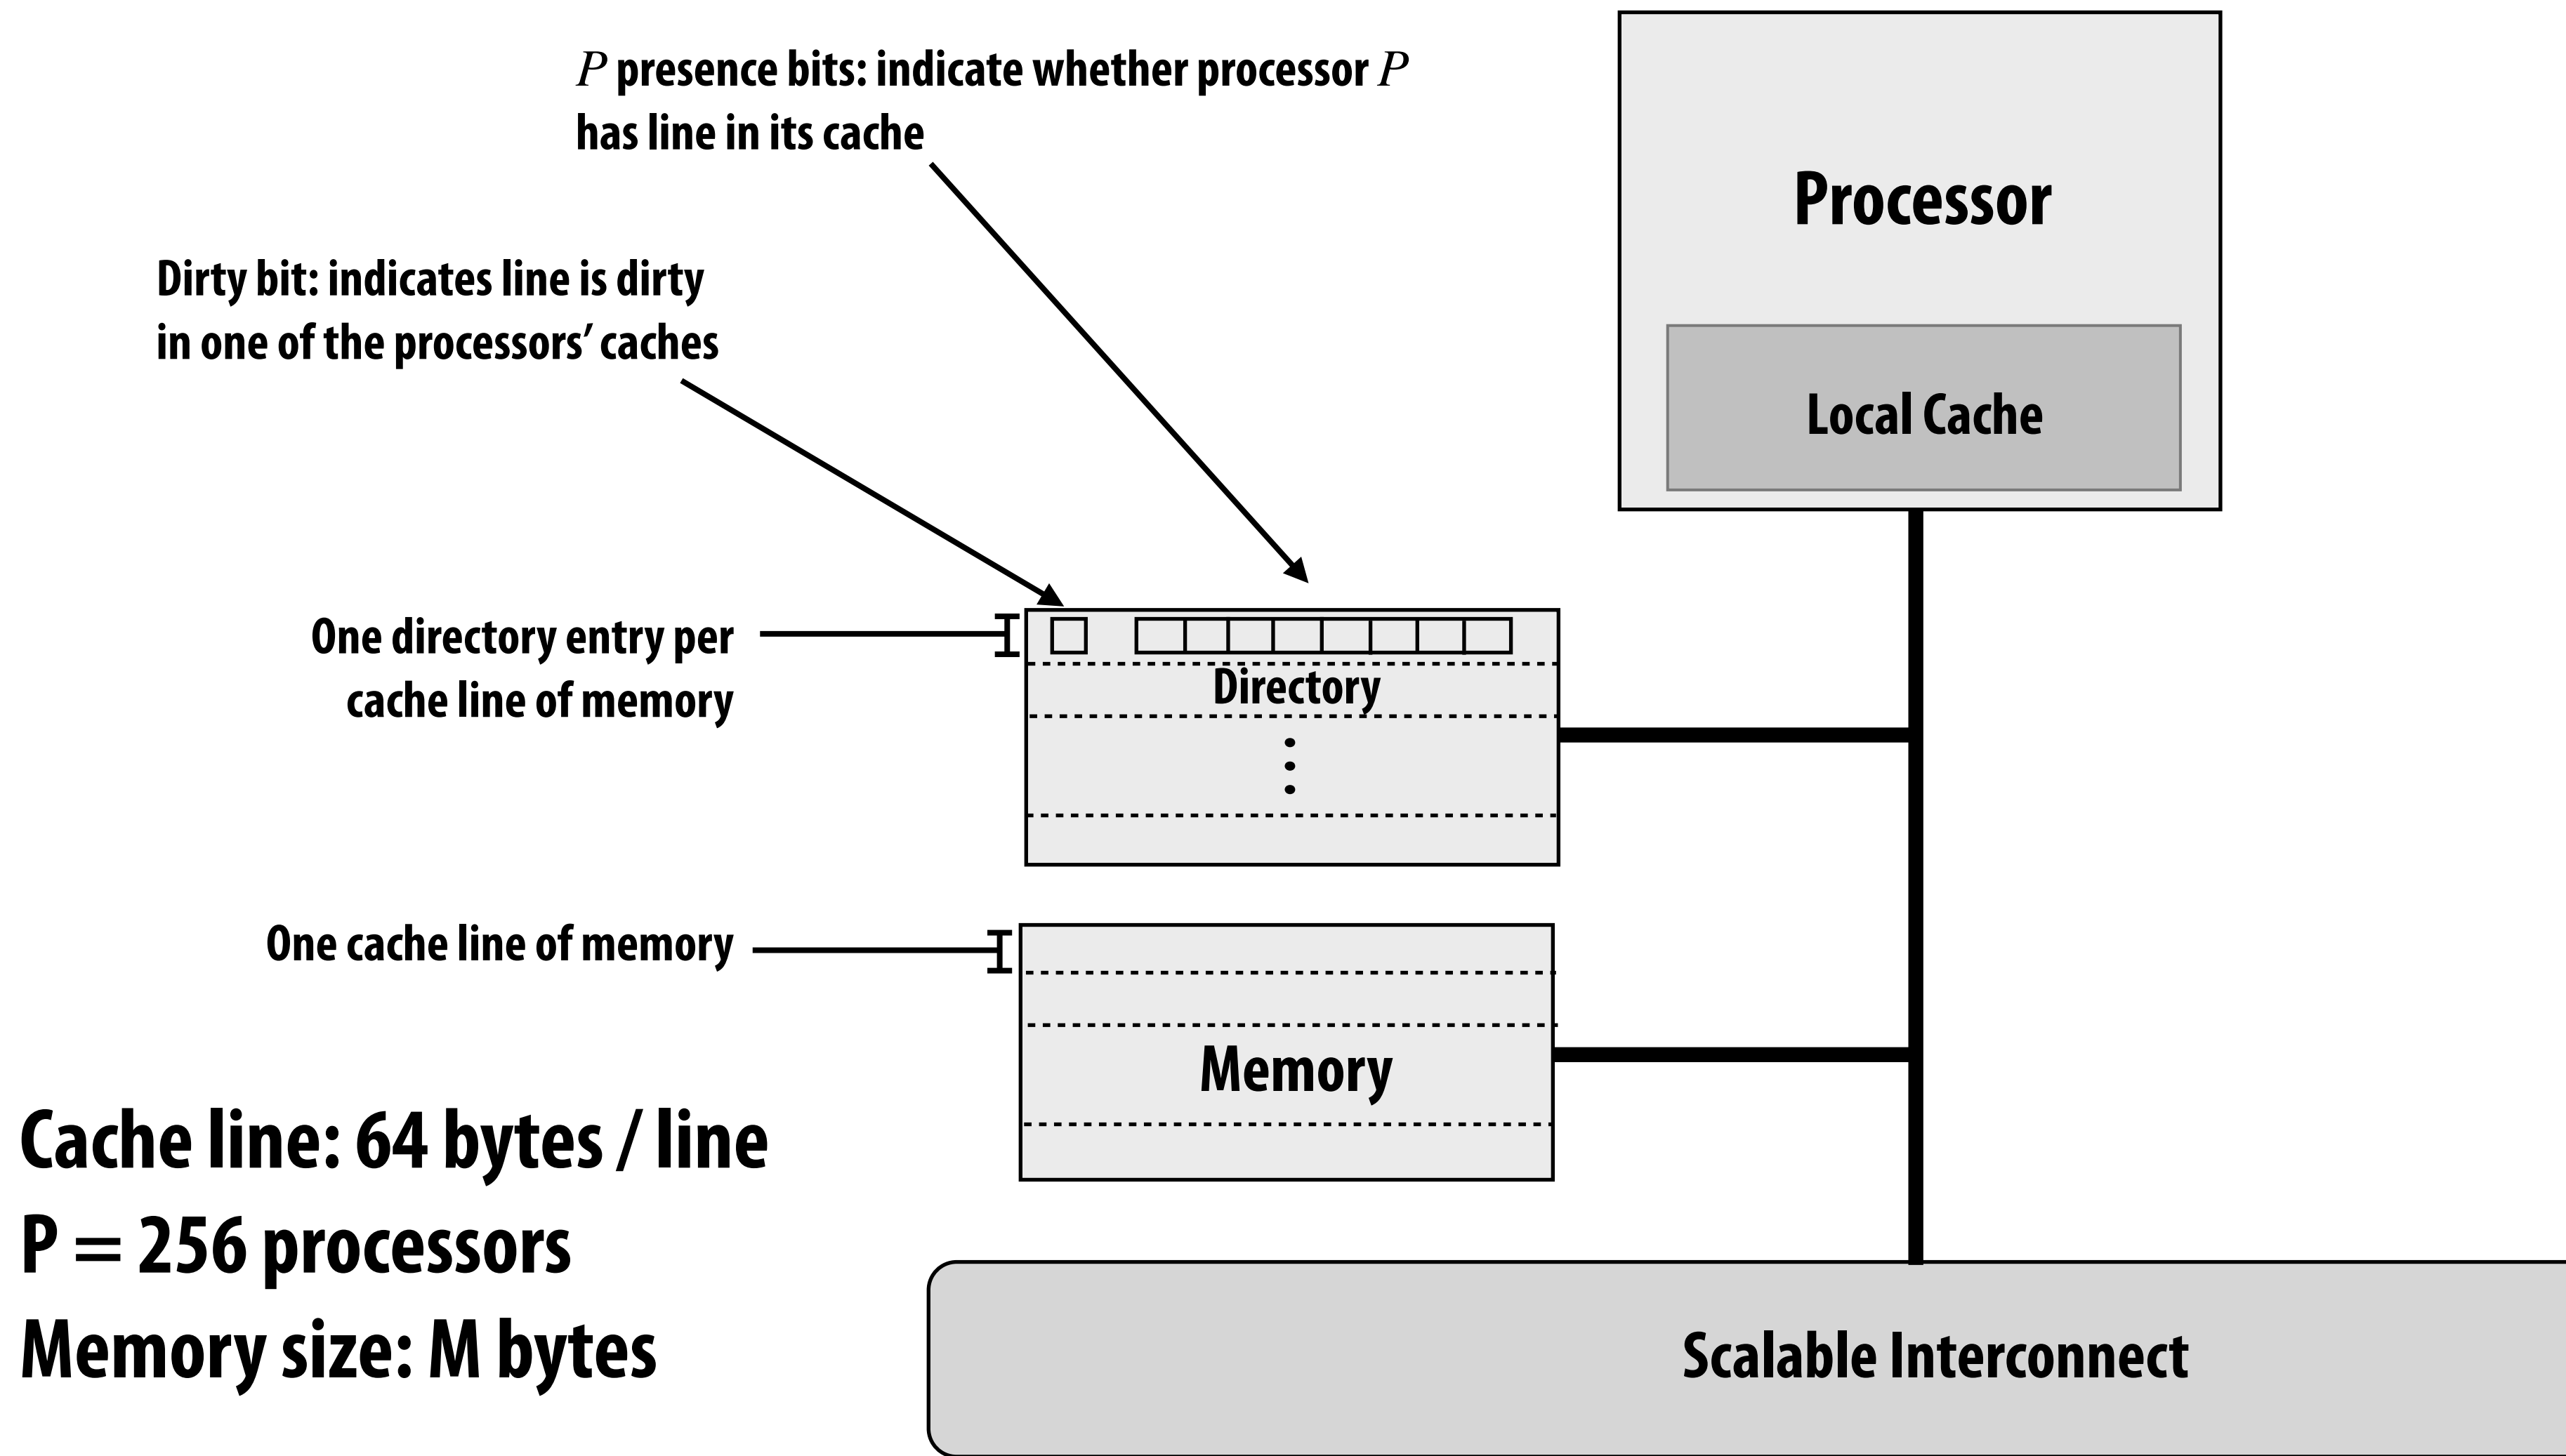 P presence bits: indicate whether processor P
has line in its cache
Processor
Dirty bit: indicates line is dirty
in one of the processors’ caches
Local Cache
One directory entry per
cache line of memory
Directory
One cache line of memory
Memory
Cache line: 64 bytes / line
P = 256 processors
Memory size: M bytes
Scalable Interconnect